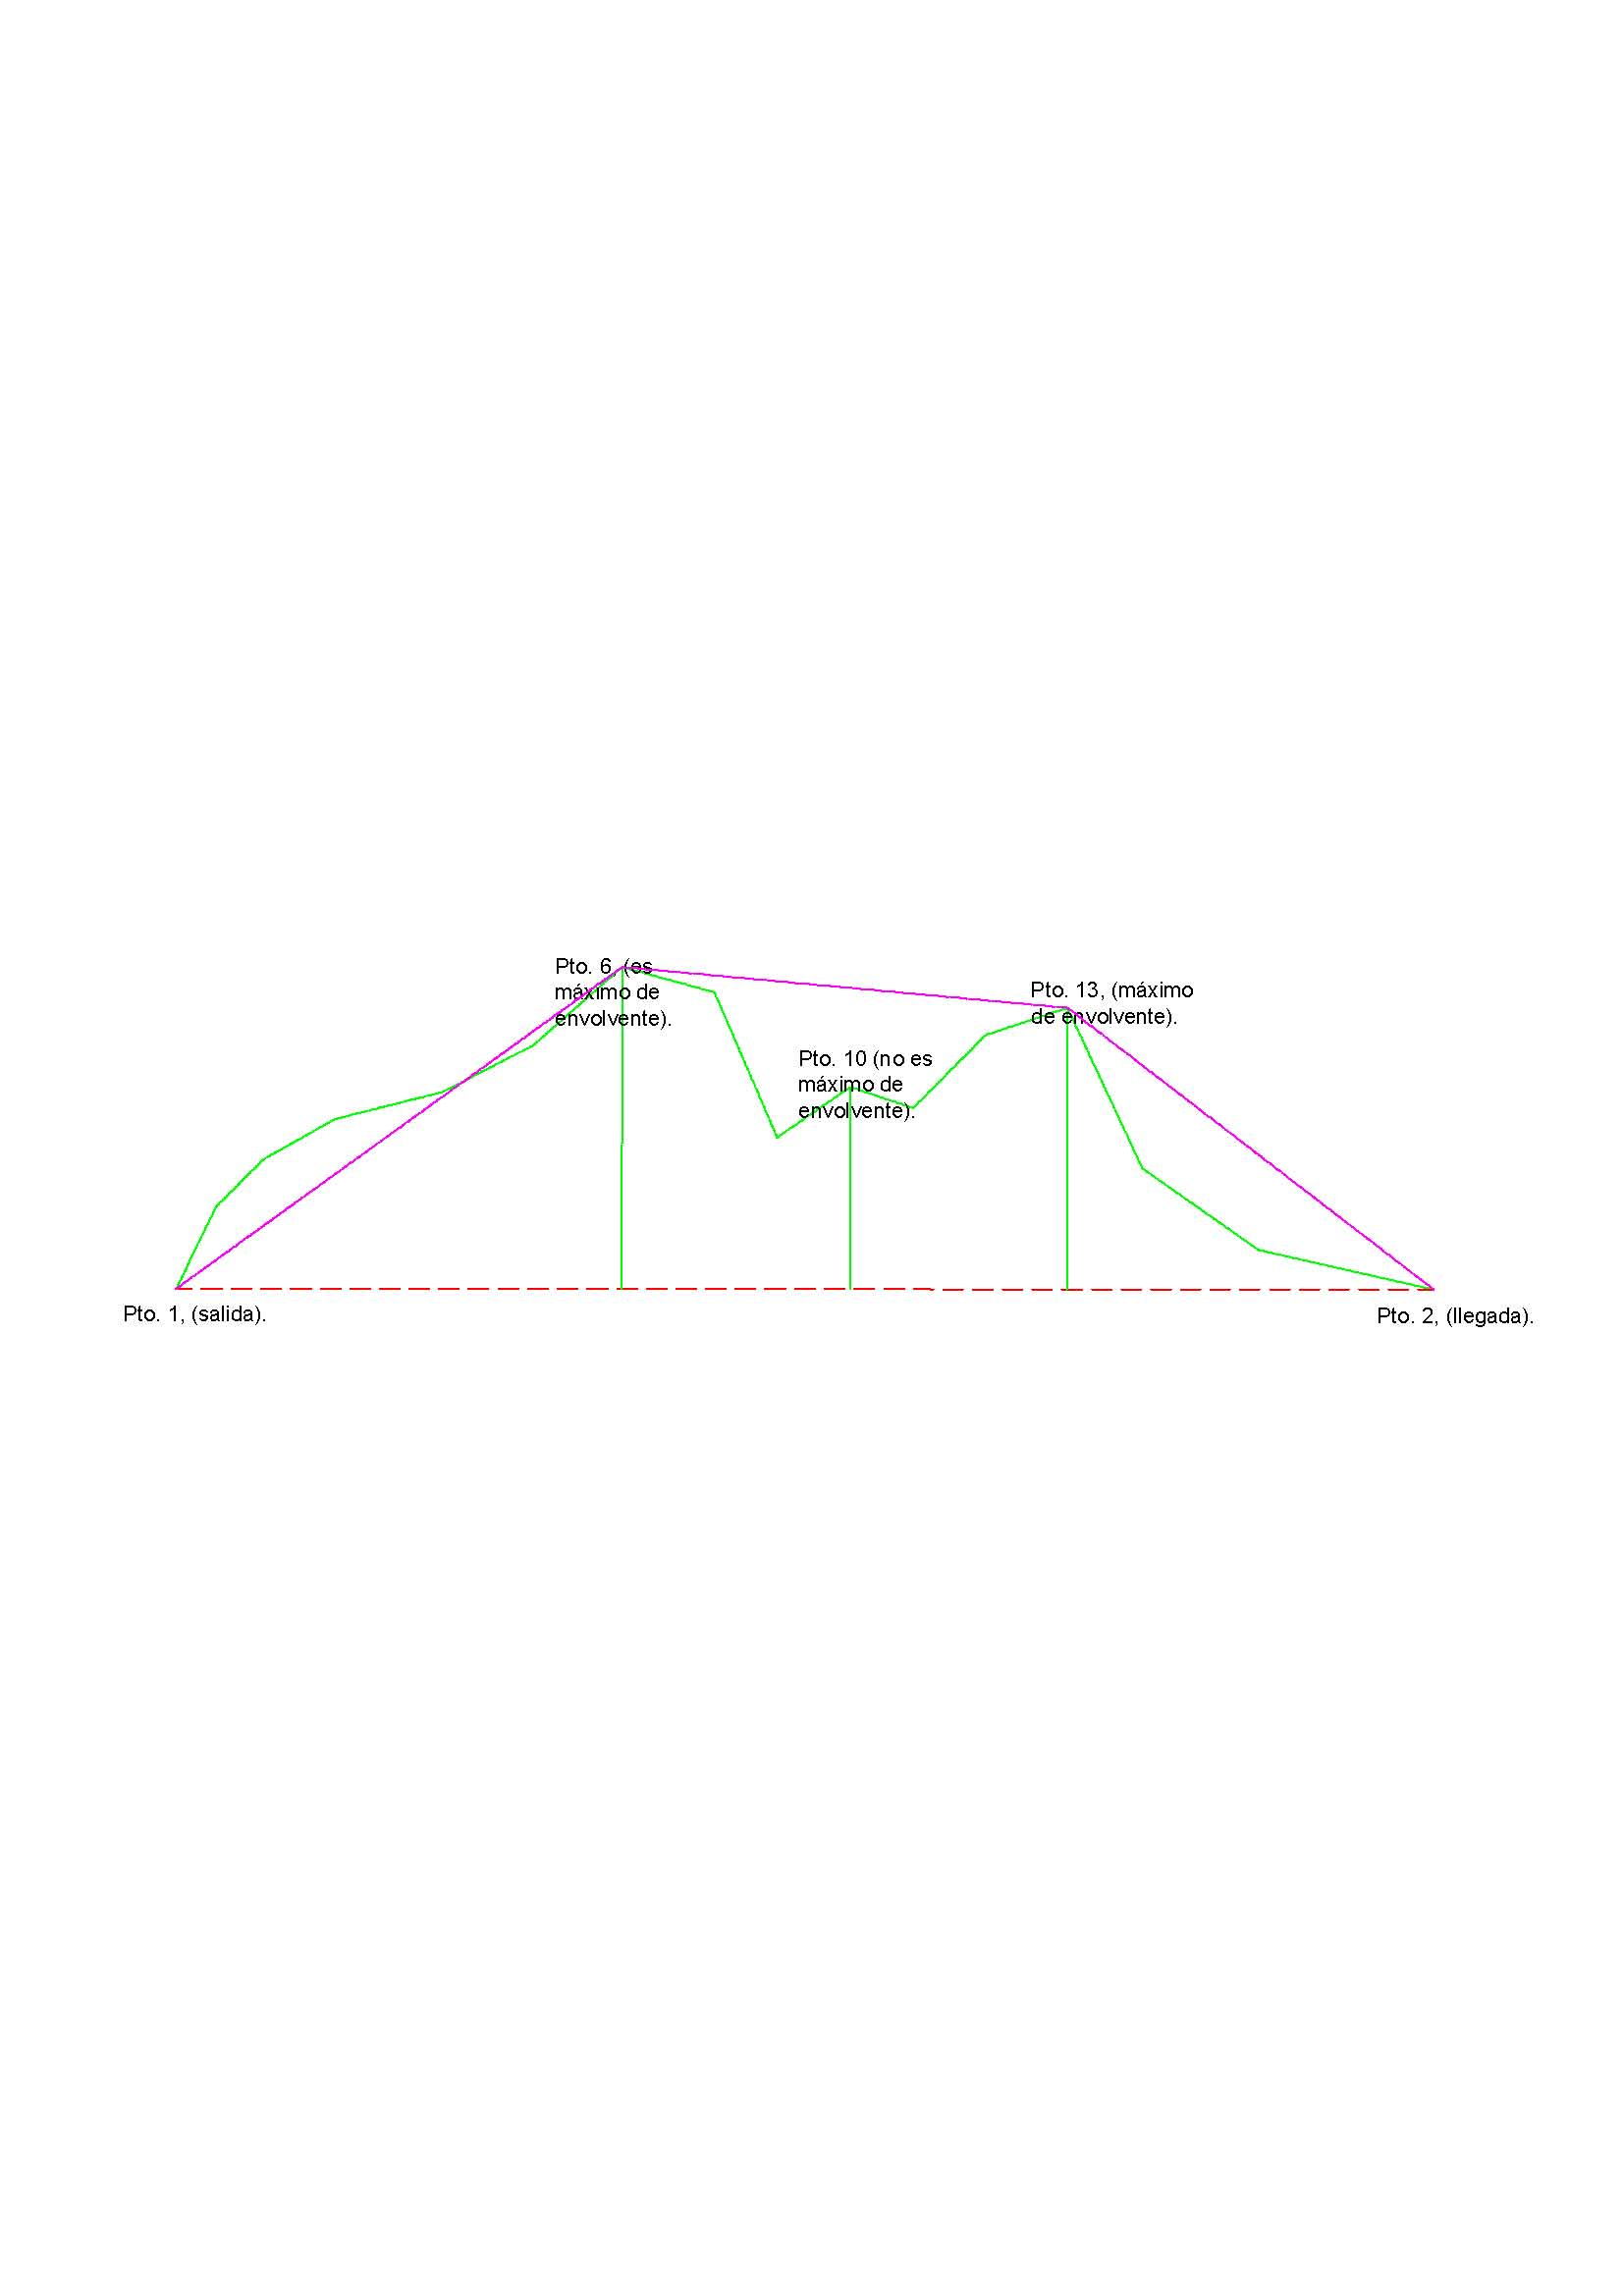 Pto. 6, (es
máximo de
envolvente).
Pto. 13, (máximo
de envolvente).
Pto. 10 (no es
máximo de
envolvente).
Pto. 1, (salida).
Pto. 2, (llegada).